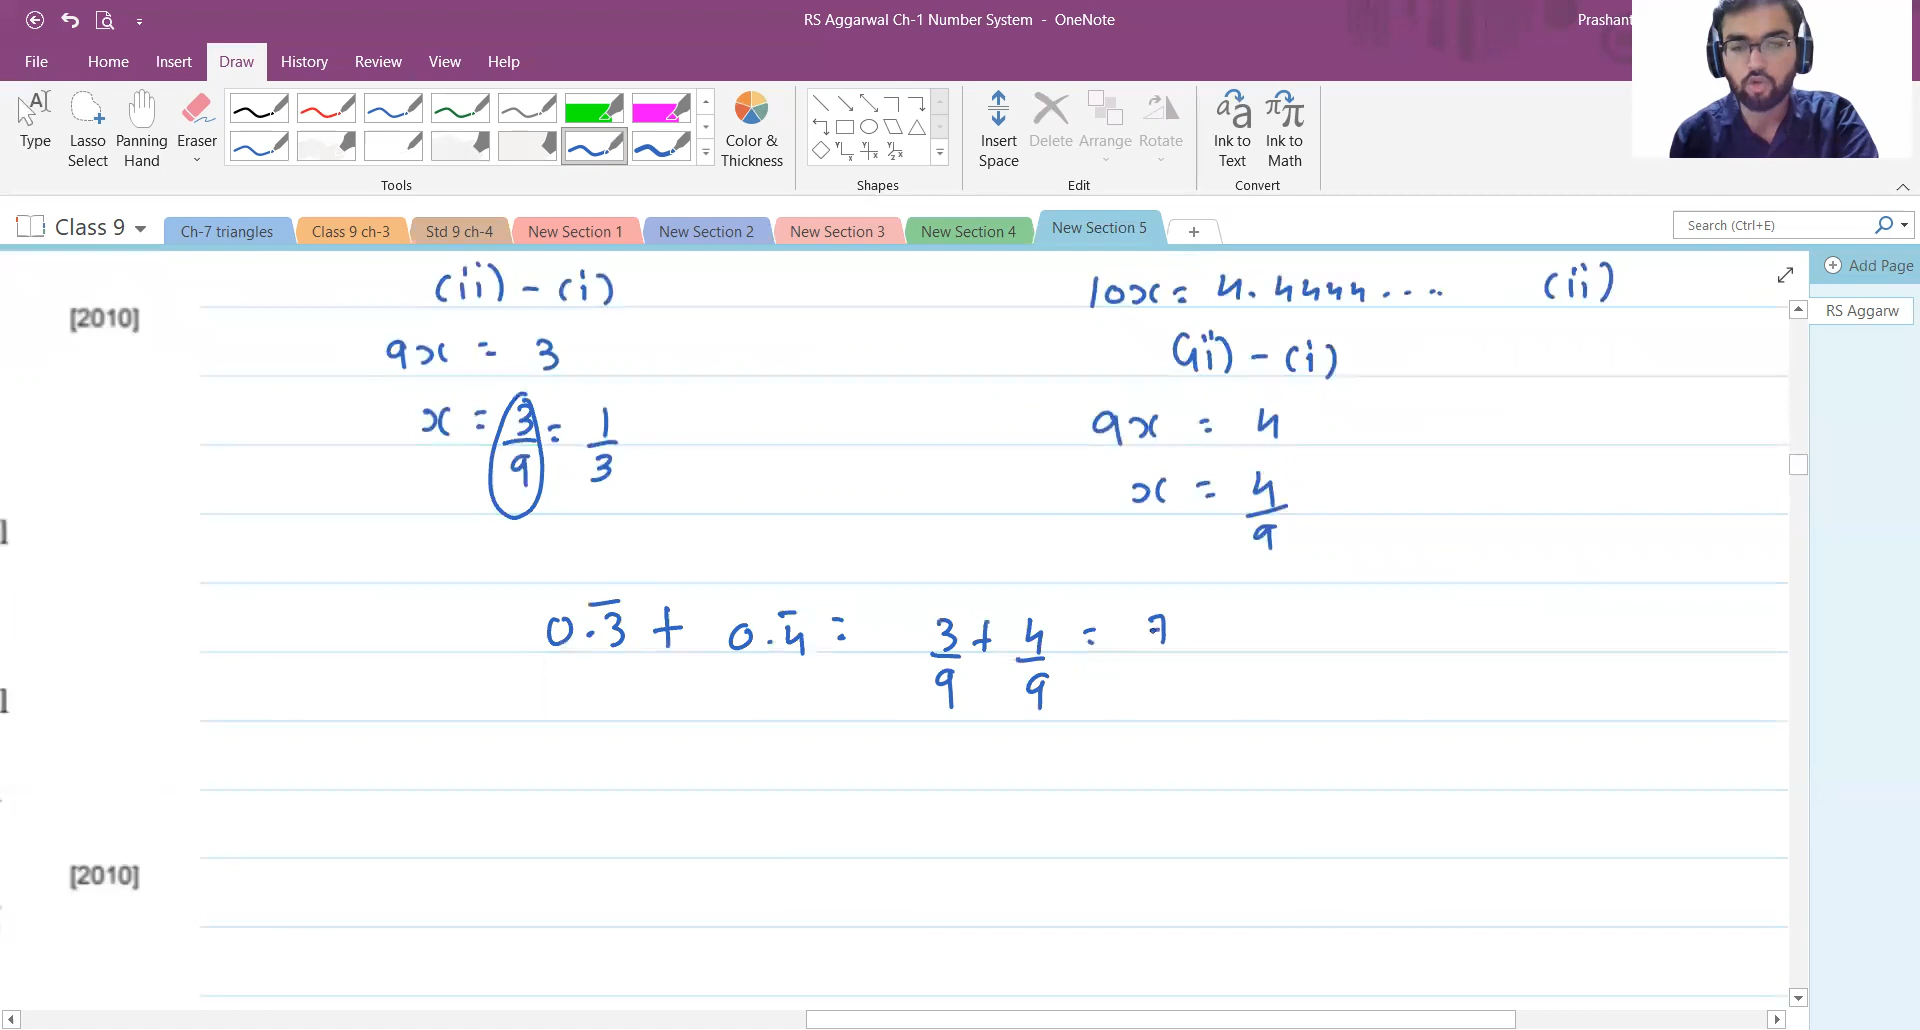 RS Aggarwal Ch-1 Number System - OneNote
Prashant
File Home Insert Draw History Review View Help
Type
Lasso Select
Panning Hand
Eraser
Color & Thickness
Insert Space
Delete
Arrange
Rotate
Ink to Text
Ink to Math
Tools
Shapes
Edit
Convert
Class 9
Ch-7 triangles
Class 9 ch-3
Std 9 ch-4
New Section 1
New Section 2
New Section 3
New Section 4
New Section 5
Search (Ctrl+E)
Add Page
RS Aggarw
[2010]
(ii) - (i)
9x = 3
x = 3/9 = 1/3
10x = 4.4444... (ii)
(ii) - (i)
9x = 4
x = 4/9
0.3̅ + 0.4̅ = 3/9 + 4/9 = 7
[2010]